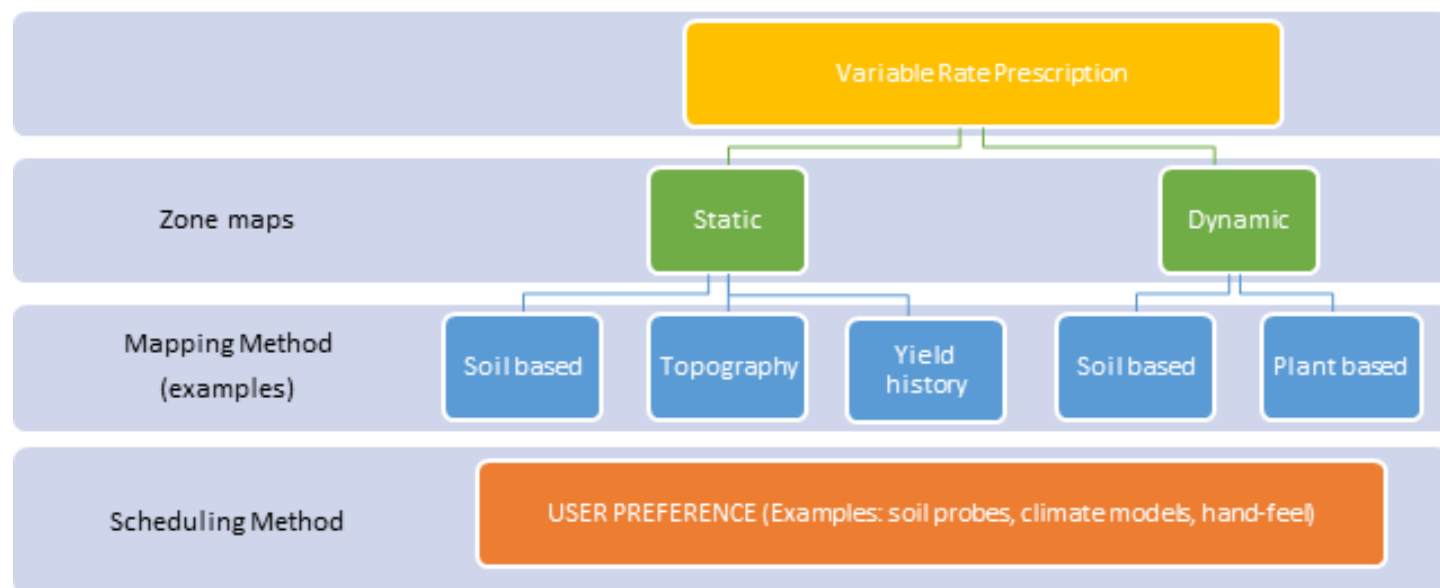 Variable Rate Prescription
Zone maps
Static
Dynamic
Mapping Method
(examples)
Soil based
Topography
Yield
history
Soil based
Plant based
Scheduling Method
USER PREFERENCE (Examples: soil probes, climate models, hand-feel)